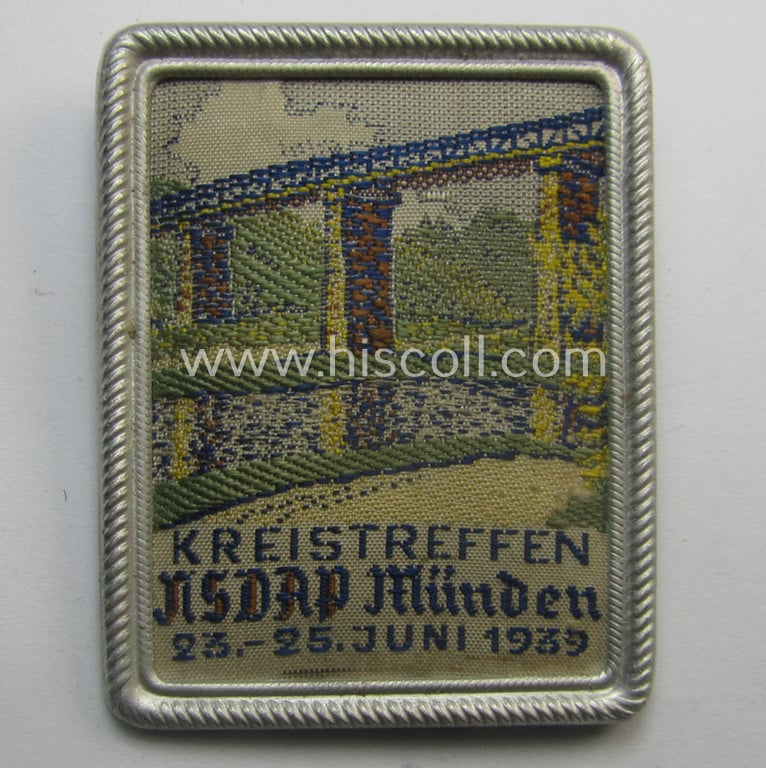 www.hiscoll.com
KREISTREFFEN
NSDAP Münden
23.-25. JUNI 1939